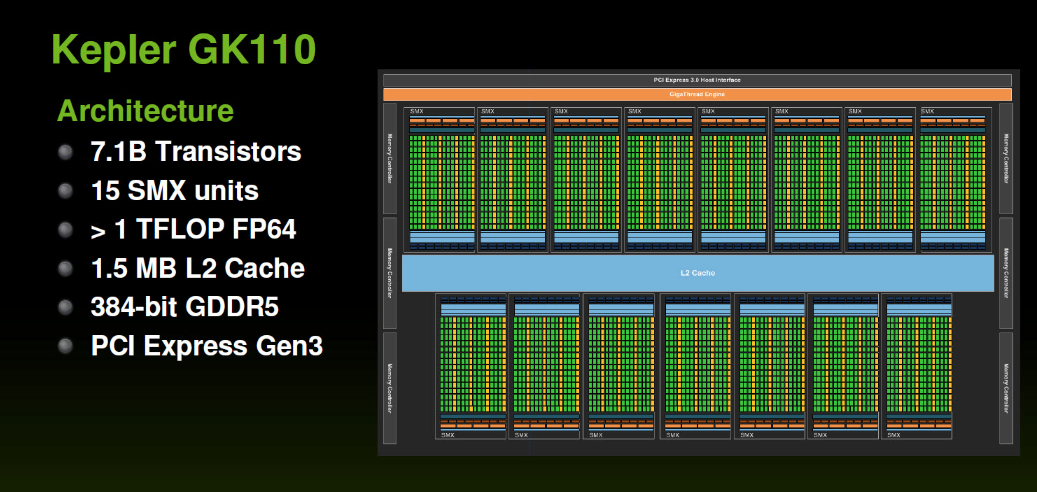 Kepler GK110
Architecture
7.1B Transistors
15 SMX units
> 1 TFLOP FP64
1.5 MB L2 Cache
384-bit GDDR5
PCI Express Gen3
PCI Express 3.0 Host Interface
GigaThread Engine
SMX SMX SMX SMX SMX SMX SMX SMX
Memory Controller
Memory Controller
Memory Controller
L2 Cache
Memory Controller
Memory Controller
Memory Controller
SMX SMX SMX SMX SMX SMX SMX